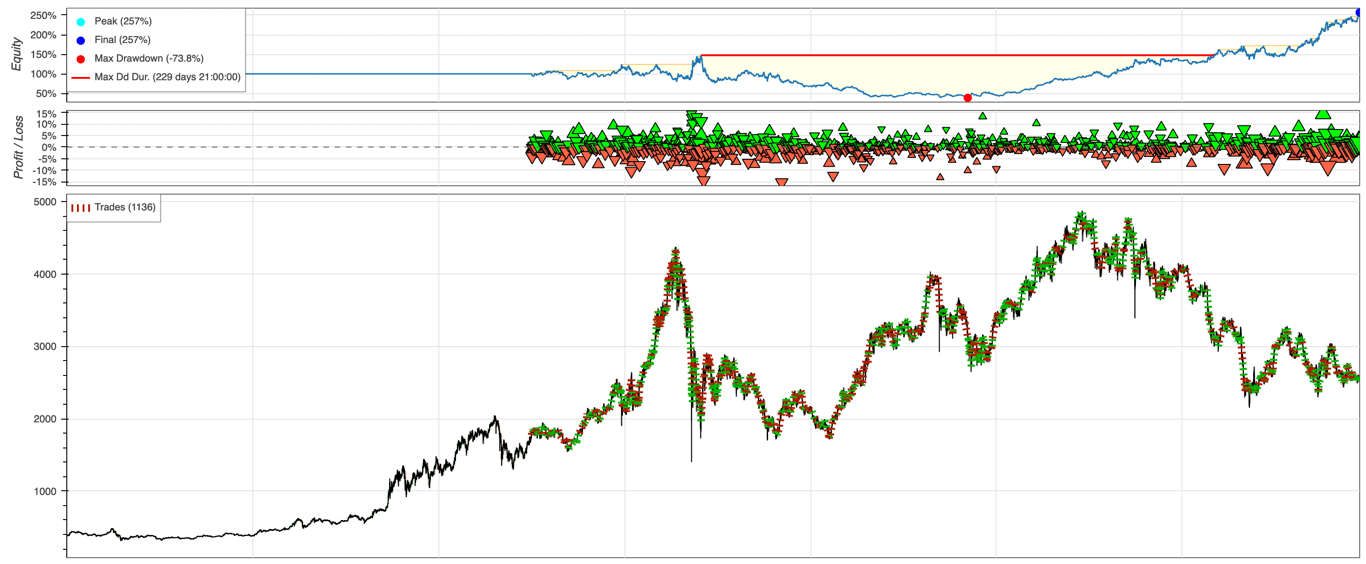 250%
200%
150%
100%
50%
Equity
Peak (257%)
Final (257%)
Max Drawdown (-73.8%)
Max Dd Dur. (229 days 21:00:00)
15%
10%
5%
0%
-5%
-10%
-15%
Profit / Loss
Trades (1136)
5000
4000
3000
2000
1000